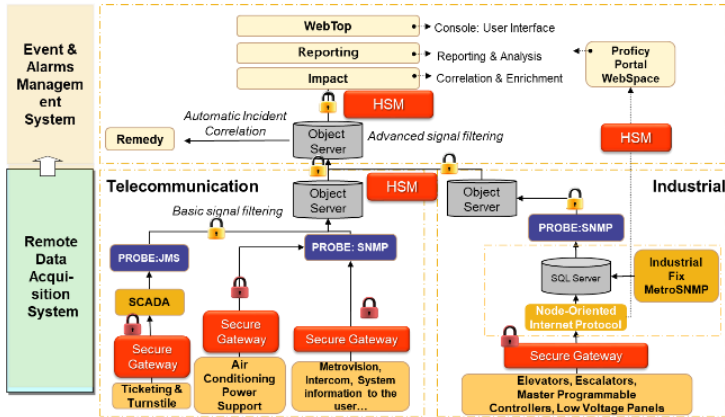 Event &
Alarms
Managem
ent
System
Remote
Data
Acqui-
sition
System
WebTop
Console: User Interface
Reporting
Reporting & Analysis
Impact
Correlation & Enrichment
Proficy
Portal
WebSpace
HSM
HSM
Automatic Incident
Correlation
Remedy
Object
Server
Advanced signal filtering
Telecommunication
Object
Server
HSM
Object
Server
Industrial
Basic signal filtering
PROBE:JMS
PROBE: SNMP
PROBE:SNMP
SCADA
SQL Server
Industrial
Fix
MetroSNMP
Node-Oriented
Internet Protocol
Secure
Gateway
Secure
Gateway
Secure Gateway
Secure Gateway
Ticketing &
Turnstile
Air
Conditioning
Power
Support
Metrovision,
Intercom, System
information to the
user...
Elevators, Escalators,
Master Programable
Controllers, Low Voltage Panels